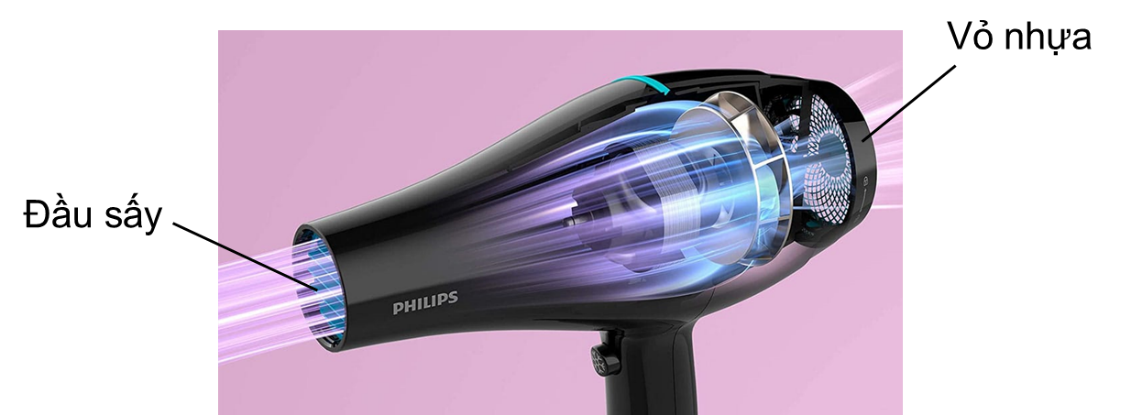 Vỏ nhựa
Đầu sấy
PHILIPS